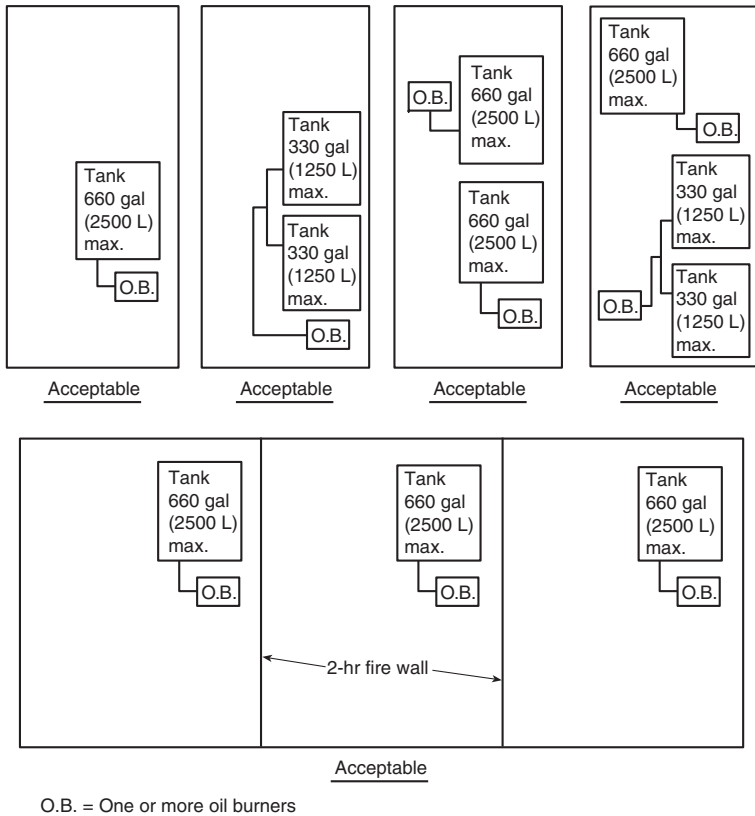 Tank
660 gal
(2500 L)
max.
O.B.
Acceptable
Tank
330 gal
(1250 L)
max.
Tank
330 gal
(1250 L)
max.
O.B.
Acceptable
O.B.
Tank
660 gal
(2500 L)
max.
Tank
660 gal
(2500 L)
max.
O.B.
Acceptable
Tank
660 gal
(2500 L)
max.
O.B.
Tank
330 gal
(1250 L)
max.
O.B.
Tank
330 gal
(1250 L)
max.
Acceptable
Tank
660 gal
(2500 L)
max.
O.B.
Tank
660 gal
(2500 L)
max.
O.B.
Tank
660 gal
(2500 L)
max.
O.B.
2-hr fire wall
Acceptable
O.B. = One or more oil burners